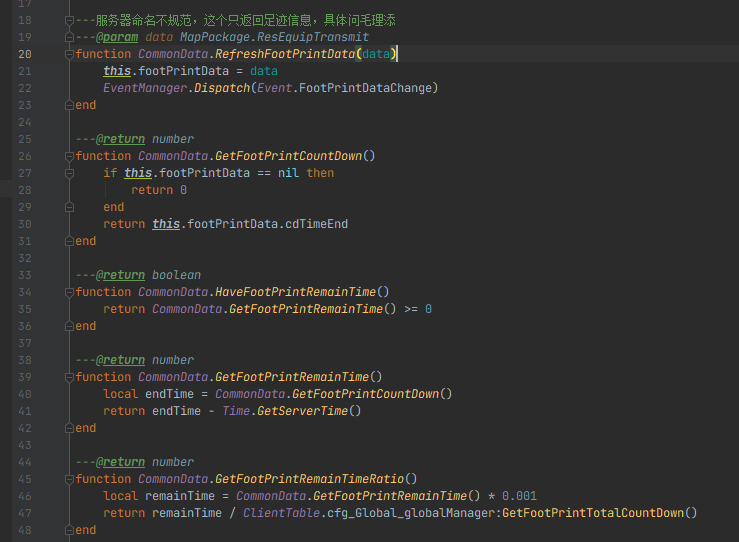 17
18 ---服务器命名不规范，这个只返回足迹信息，具体问毛理添
19 ---@param data MapPackage.ResEquipTransmit
20 function CommonData.RefreshFootPrintData(data)
21 this.footPrintData = data
22 EventManager.Dispatch(Event.FootPrintDataChange)
23 end
24
25 ---@return number
26 function CommonData.GetFootPrintCountDown()
27 if this.footPrintData == nil then
28 return 0
29 end
30 return this.footPrintData.cdTimeEnd
31 end
32
33 ---@return boolean
34 function CommonData.HaveFootPrintRemainTime()
35 return CommonData.GetFootPrintRemainTime() >= 0
36 end
37
38 ---@return number
39 function CommonData.GetFootPrintRemainTime()
40 local endTime = CommonData.GetFootPrintCountDown()
41 return endTime - Time.GetServerTime()
42 end
43
44 ---@return number
45 function CommonData.GetFootPrintRemainTimeRatio()
46 local remainTime = CommonData.GetFootPrintRemainTime() * 0.001
47 return remainTime / ClientTable.cfg_Global_globalManager:GetFootPrintTotalCountDown()
48 end